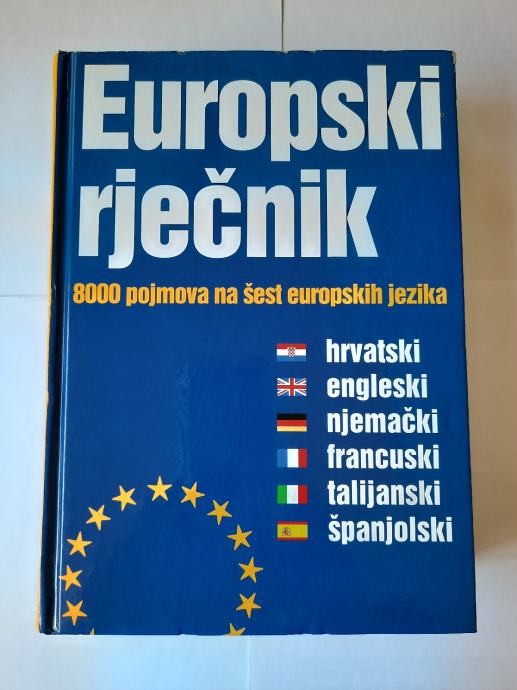 Europski
rječnik
8000 pojmova na šest europskih jezika
hrvatski
engleski
njemački
francuski
talijanski
španjolski